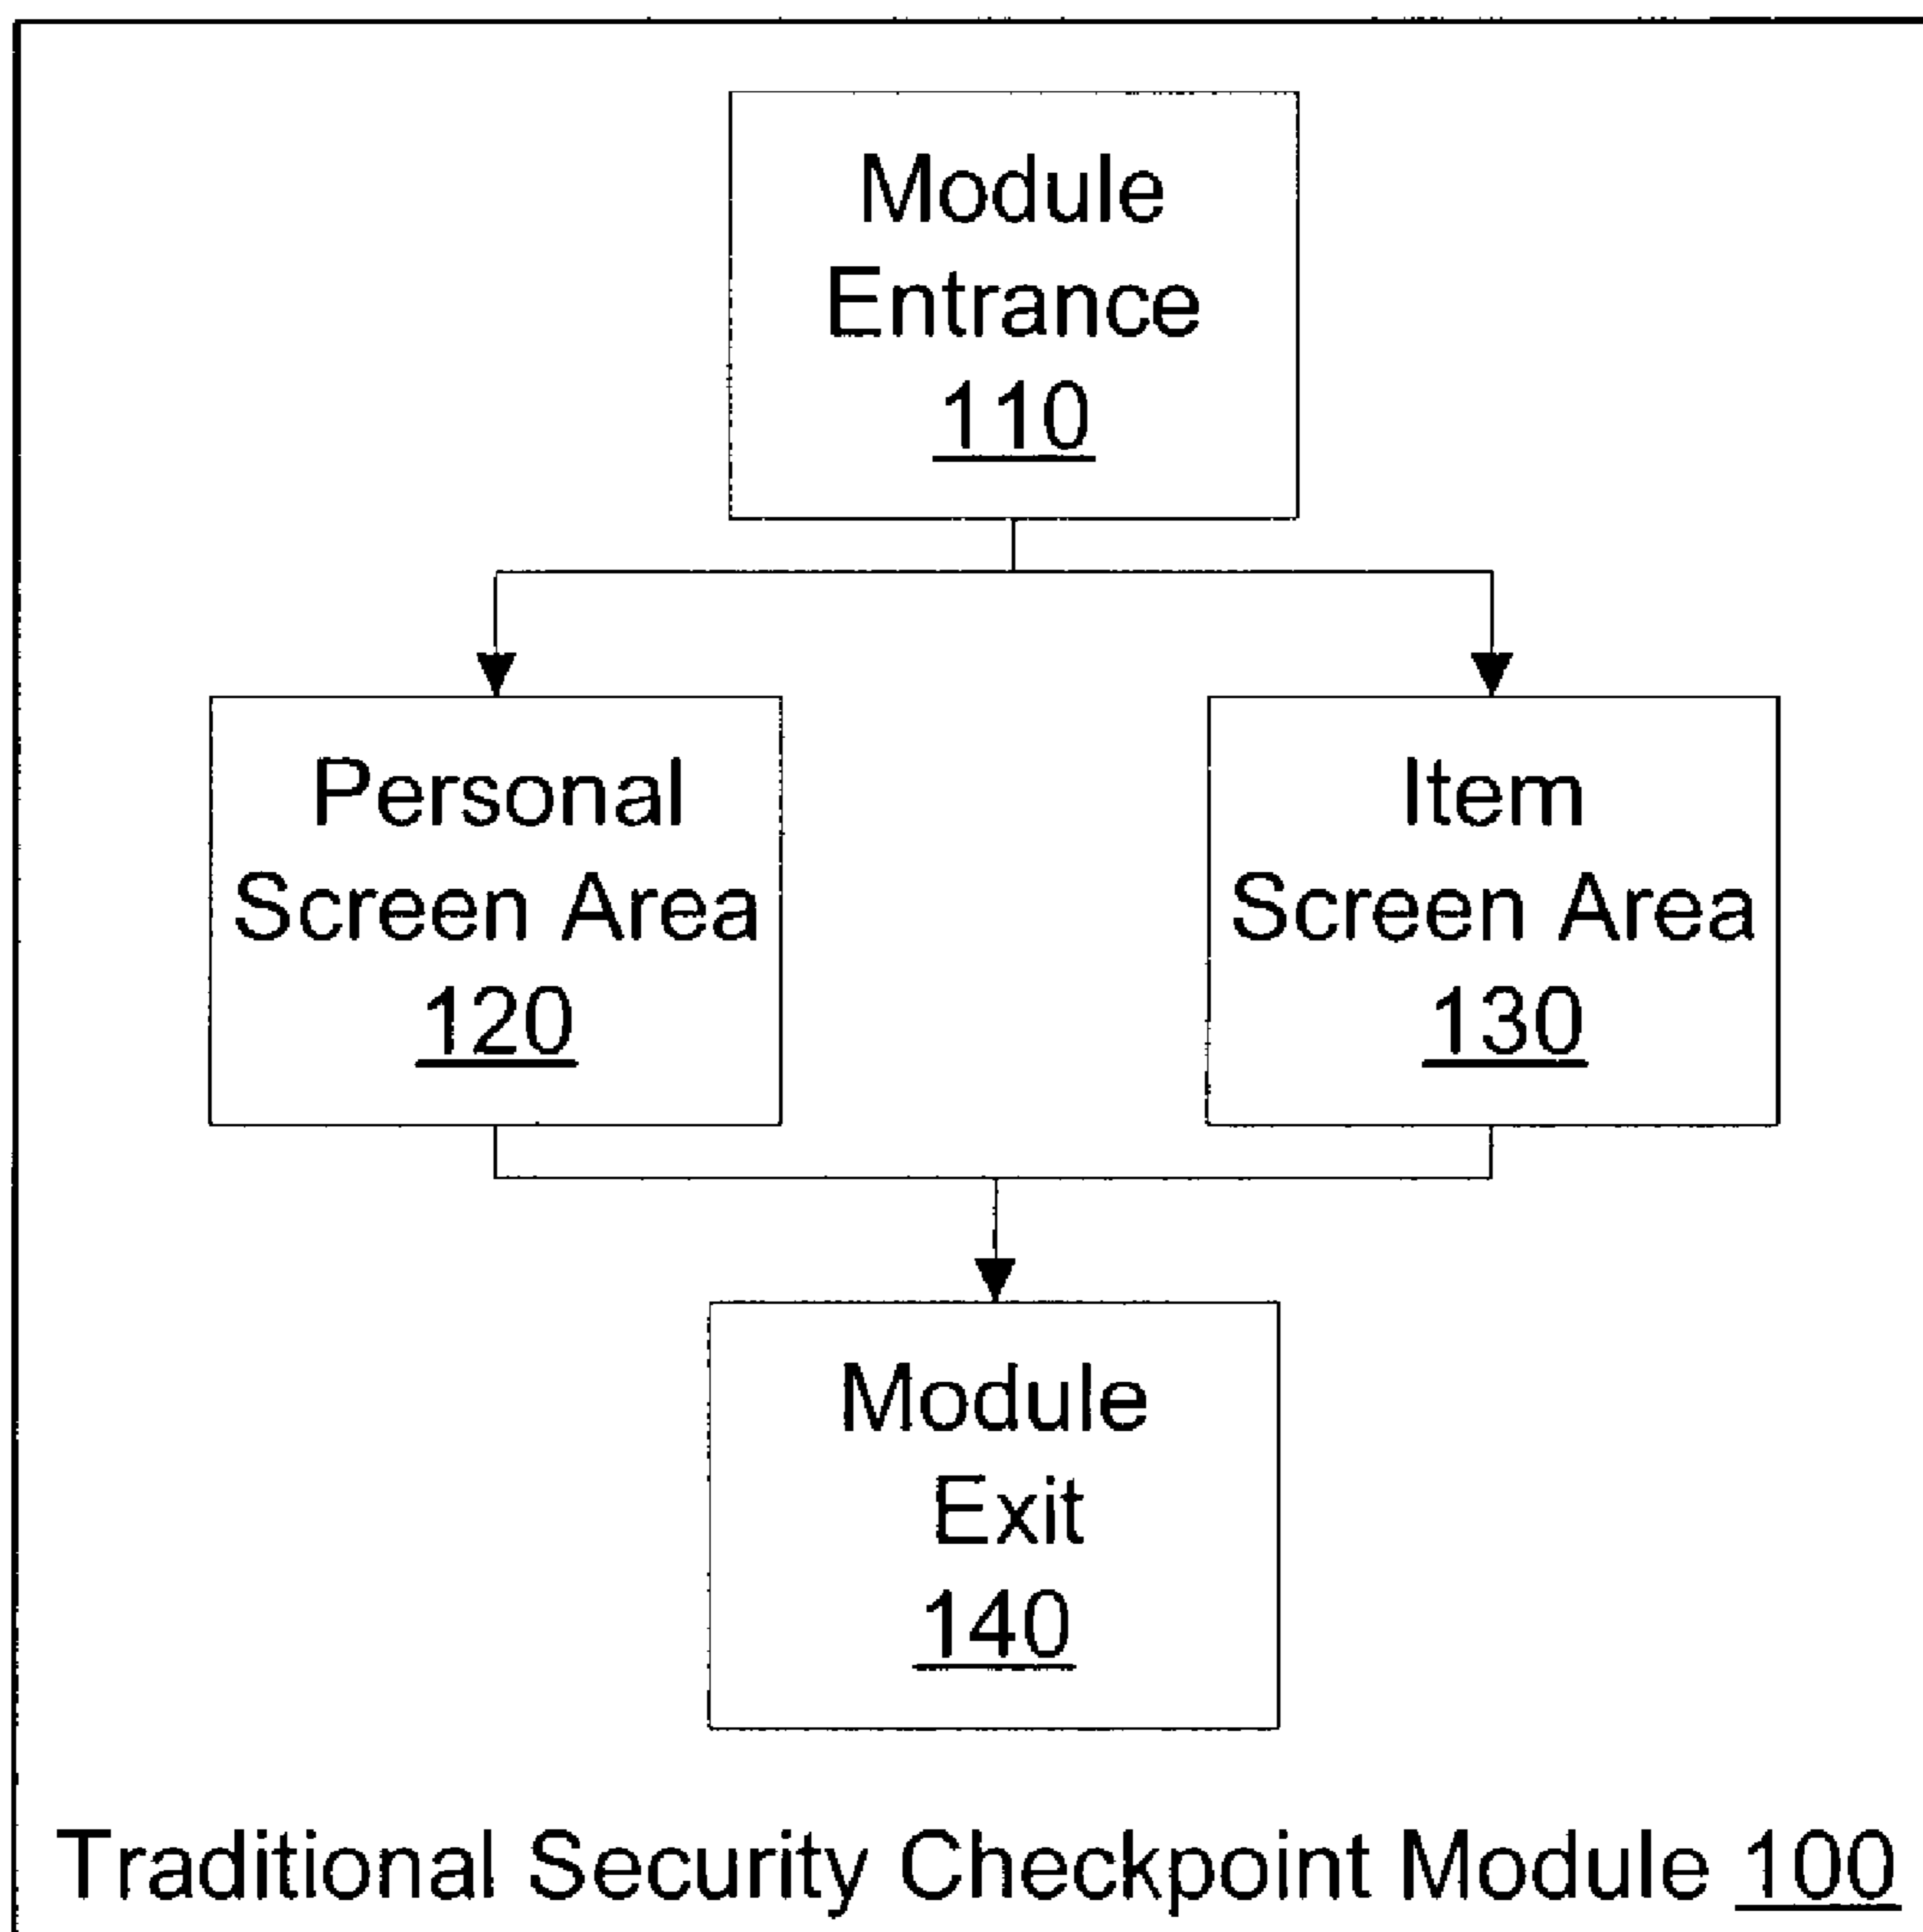 Module
Entrance
110
Personal
Screen Area
120
Item
Screen Area
130
Module
Exit
140
Traditional Security Checkpoint Module 100